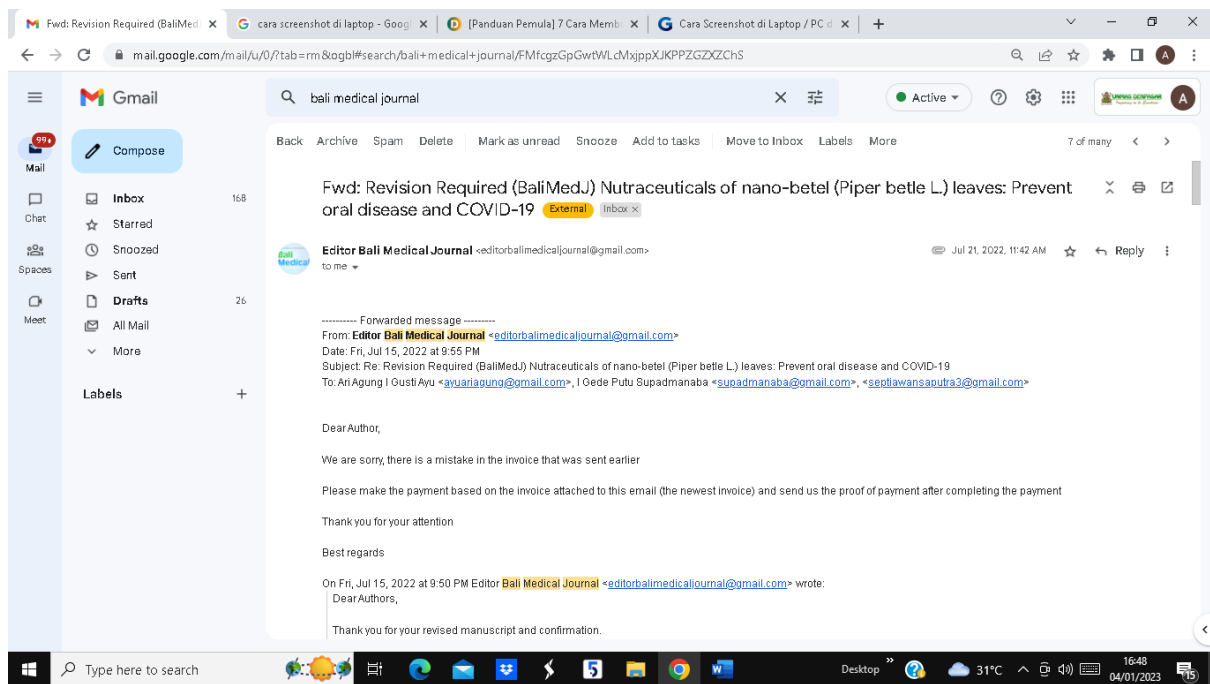 Fwd: Revision Required (BaliMed
cara screenshot di laptop - Goog
[Panduan Pemula] 7 Cara Memb
Cara Screenshot di Laptop / PC d
mail.google.com/mail/u/0/?tab=rm&ogbl#search/bali+medical+journal/FMfcgzGpGwtWLcMxjppXJKPPZGZXZChS
A
Gmail
bali medical journal
Active
UNMAS DENPASAR
A
99+
Mail
Chat
Spaces
Meet
Compose
Inbox 168
Starred
Snoozed
Sent
Drafts 26
All Mail
More
Labels +
Back Archive Spam Delete Mark as unread Snooze Add to tasks Move to Inbox Labels More 7 of many
Fwd: Revision Required (BaliMedJ) Nutraceuticals of nano-betel (Piper betle L.) leaves: Prevent
oral disease and COVID-19 External Inbox ×
Bali
Medical
Editor Bali Medical Journal <editorbalimedicaljournal@gmail.com> Jul 21, 2022, 11:42 AM Reply
to me
---------- Forwarded message ---------
From: Editor Bali Medical Journal <editorbalimedicaljournal@gmail.com>
Date: Fri, Jul 15, 2022 at 9:55 PM
Subject: Re: Revision Required (BaliMedJ) Nutraceuticals of nano-betel (Piper betle L.) leaves: Prevent oral disease and COVID-19
To: Ari Agung I Gusti Ayu <ayuariagung@gmail.com>, I Gede Putu Supadmanaba <supadmanaba@gmail.com>, <septiawansaputra3@gmail.com>
Dear Author,
We are sorry, there is a mistake in the invoice that was sent earlier
Please make the payment based on the invoice attached to this email (the newest invoice) and send us the proof of payment after completing the payment
Thank you for your attention
Best regards
On Fri, Jul 15, 2022 at 9:50 PM Editor Bali Medical Journal <editorbalimedicaljournal@gmail.com> wrote:
Dear Authors,
Thank you for your revised manuscript and confirmation.
Type here to search
5
Desktop
31°C
16:48
04/01/2023
15